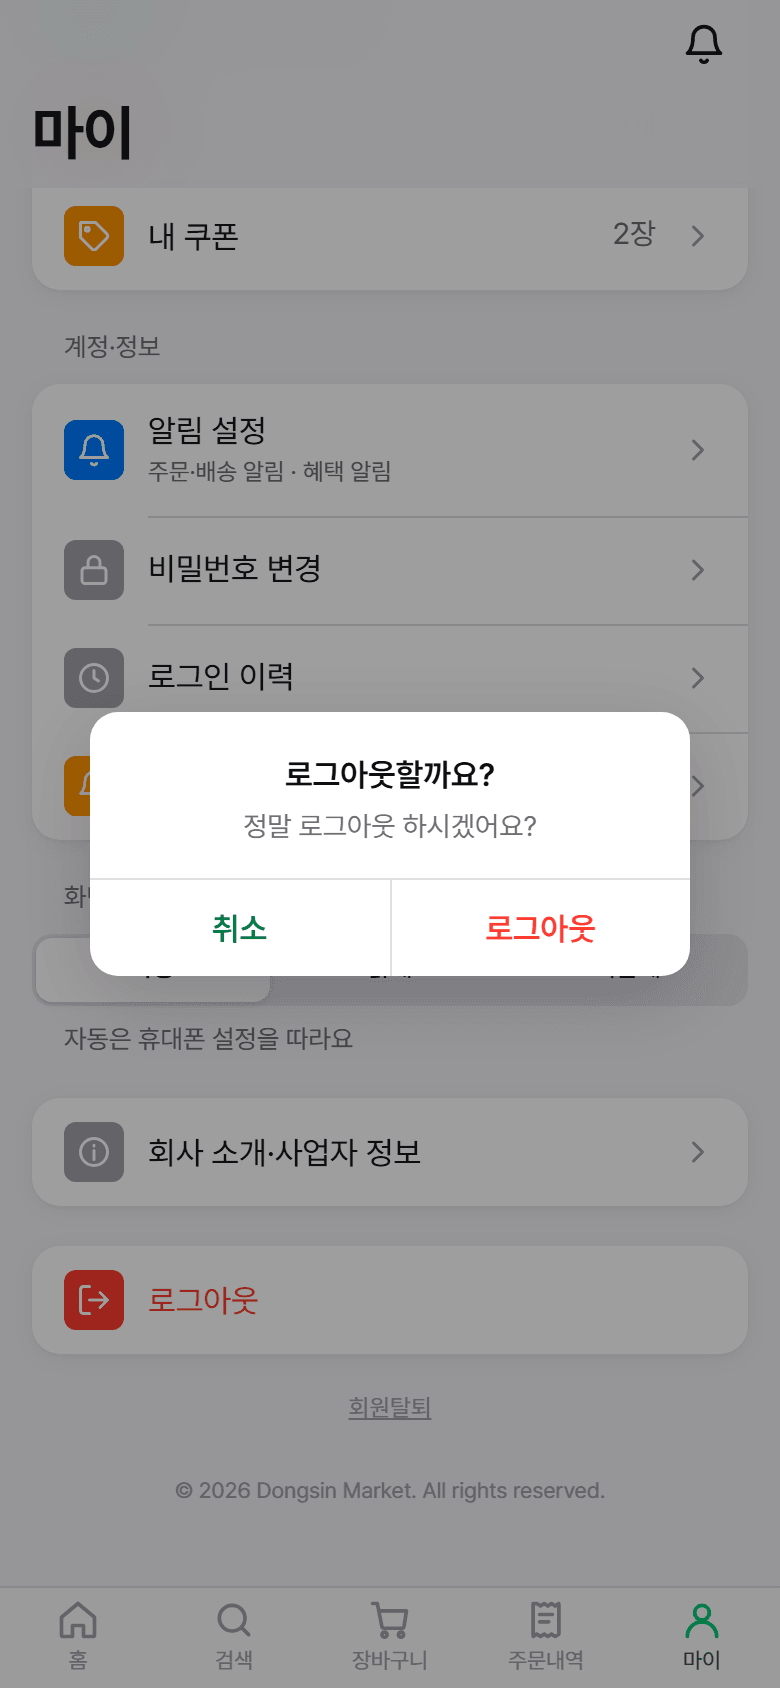 마이
내 쿠폰
2장
계정·정보
알림 설정
주문·배송 알림 · 혜택 알림
비밀번호 변경
로그인 이력
로그아웃할까요?
정말 로그아웃 하시겠어요?
취소
로그아웃
자동은 휴대폰 설정을 따라요
회사 소개·사업자 정보
로그아웃
회원탈퇴
© 2026 Dongsin Market. All rights reserved.
홈
검색
장바구니
주문내역
마이